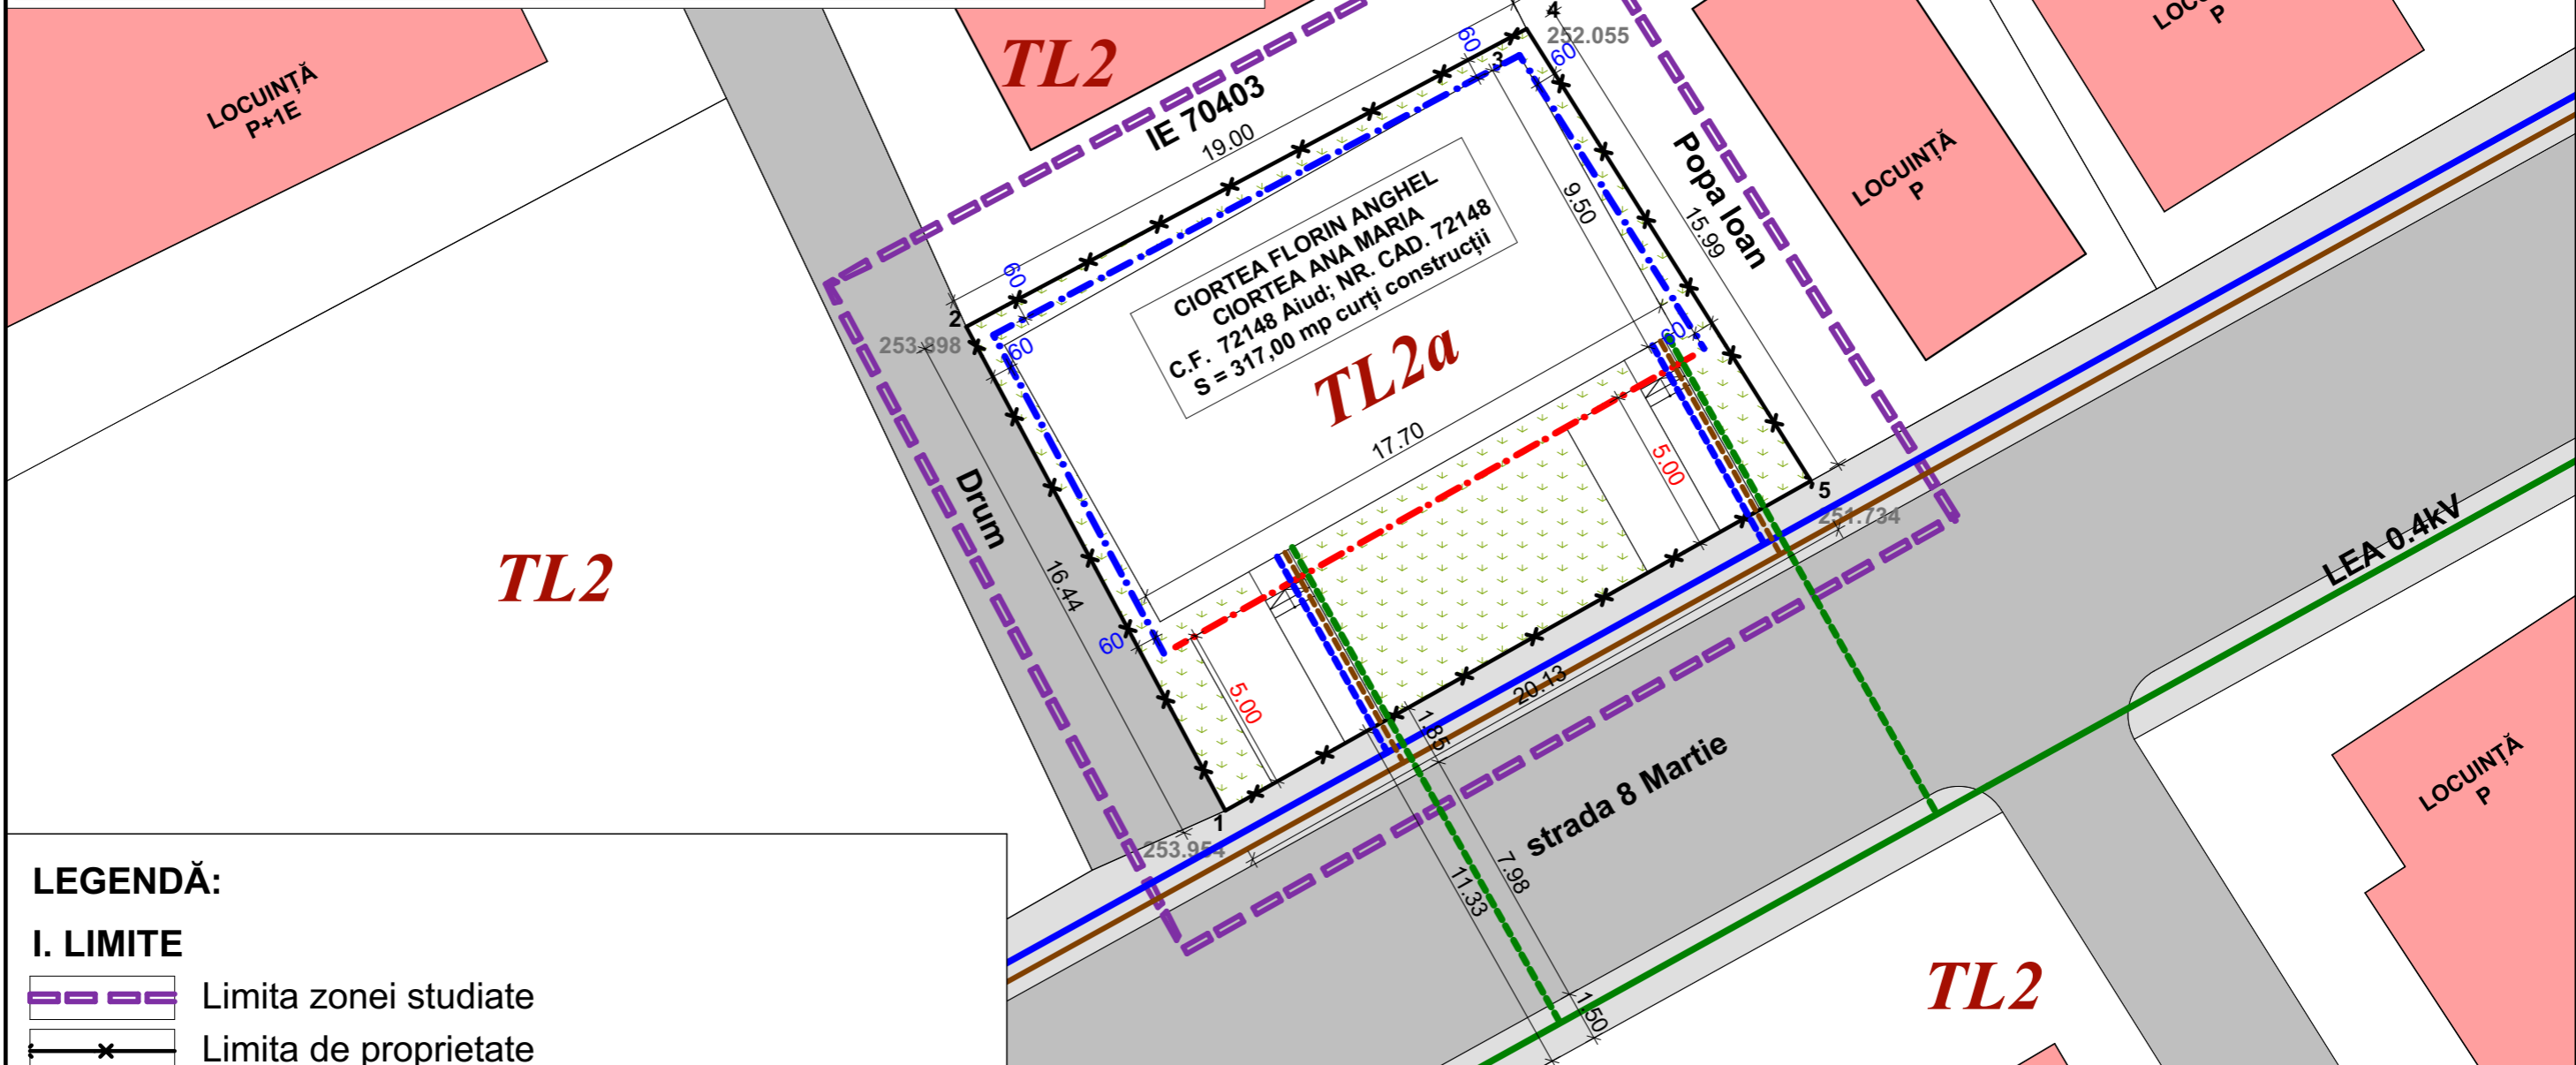 LOCUINȚĂ
P+1E
TL2
IE 70403
19.00
60
4
252.055
3
60
LOCUINȚĂ
P
P
Popa Ioan
15.99
9.50
CIORTEA FLORIN ANGHEL
CIORTEA ANA MARIA
C.F. 72148 Aiud; NR. CAD. 72148
S = 317,00 mp curți construcții
TL2a
17.70
2
253.898
60
60
60
Drum
16.44
60
5.00
5.00
5
251.734
TL2
20.13
1.35
strada 8 Martie
7.98
11.33
1.50
LEA 0.4kV
LOCUINȚĂ
P
1
253.954
TL2
LEGENDĂ:
I. LIMITE
Limita zonei studiate
Limita de proprietate